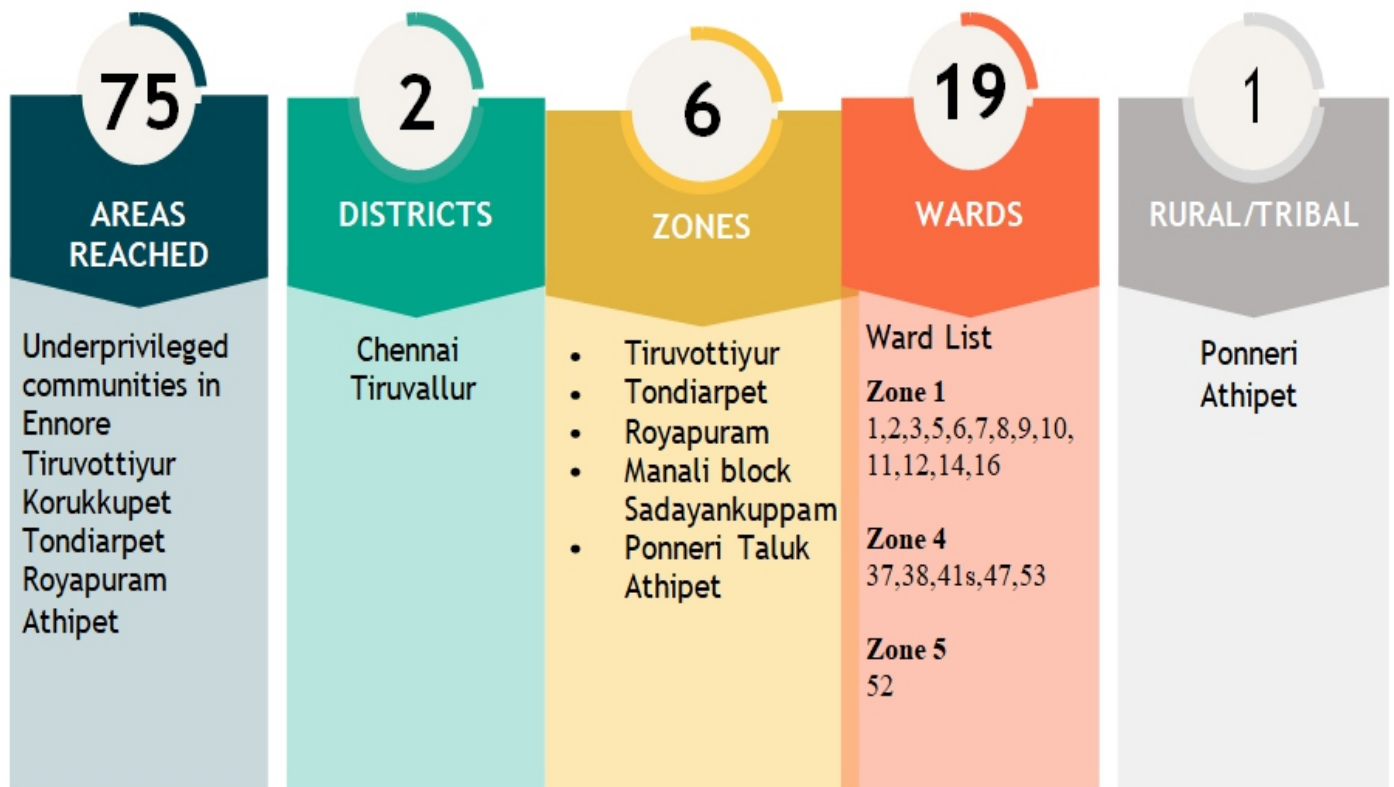 75
AREAS
REACHED
Underprivileged
communities in
Ennore
Tiruvottiyur
Korukkupet
Tondiarpet
Royapuram
Athipet
2
DISTRICTS
Chennai
Tiruvallur
6
ZONES
• Tiruvottiyur
• Tondiarpet
• Royapuram
• Manali block
Sadayankuppam
• Ponneri Taluk
Athipet
19
WARDS
Ward List
Zone 1
1,2,3,5,6,7,8,9,10,
11,12,14,16
Zone 4
37,38,41s,47,53
Zone 5
52
1
RURAL/TRIBAL
Ponneri
Athipet